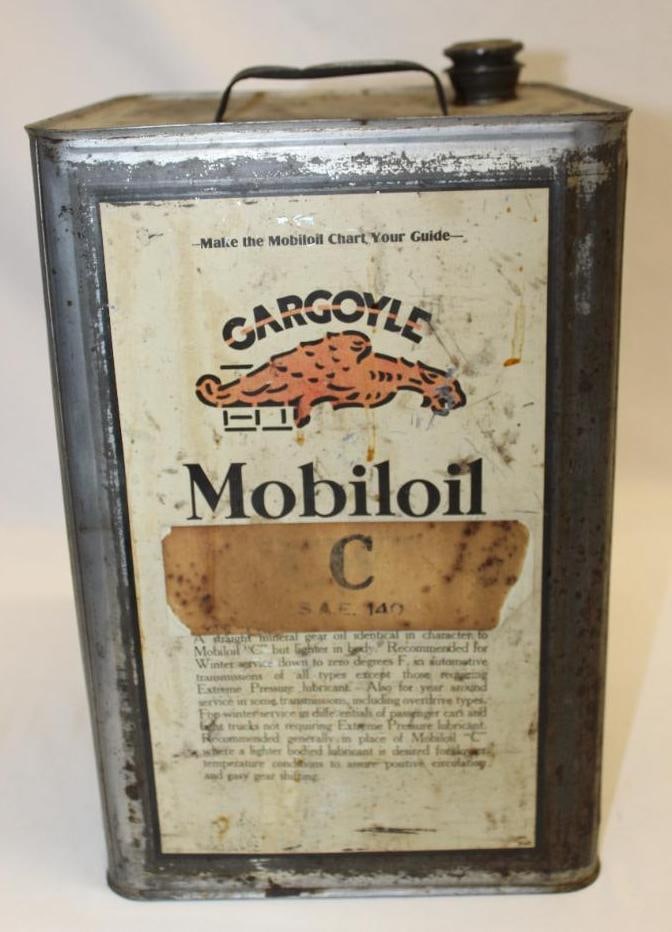 —Make the Mobiloil Chart Your Guide—
GARGOYLE
Mobiloil
C
S.A.E. 140
A straight mineral gear oil identical in character to
Mobiloil "C" but lighter in body. Recommended for
Winter service down to zero degrees F. in automotive
transmissions of all types except those requiring
Extreme Pressure lubricant. Also for year around
service in some transmissions, including overdrive types.
For winter service in differentials of passenger cars and
light trucks not requiring Extreme Pressure lubricant.
Recommended generally in place of Mobiloil "C"
where a lighter bodied lubricant is desired for lower
temperature conditions to assure positive circulation
and easy gear shifting.